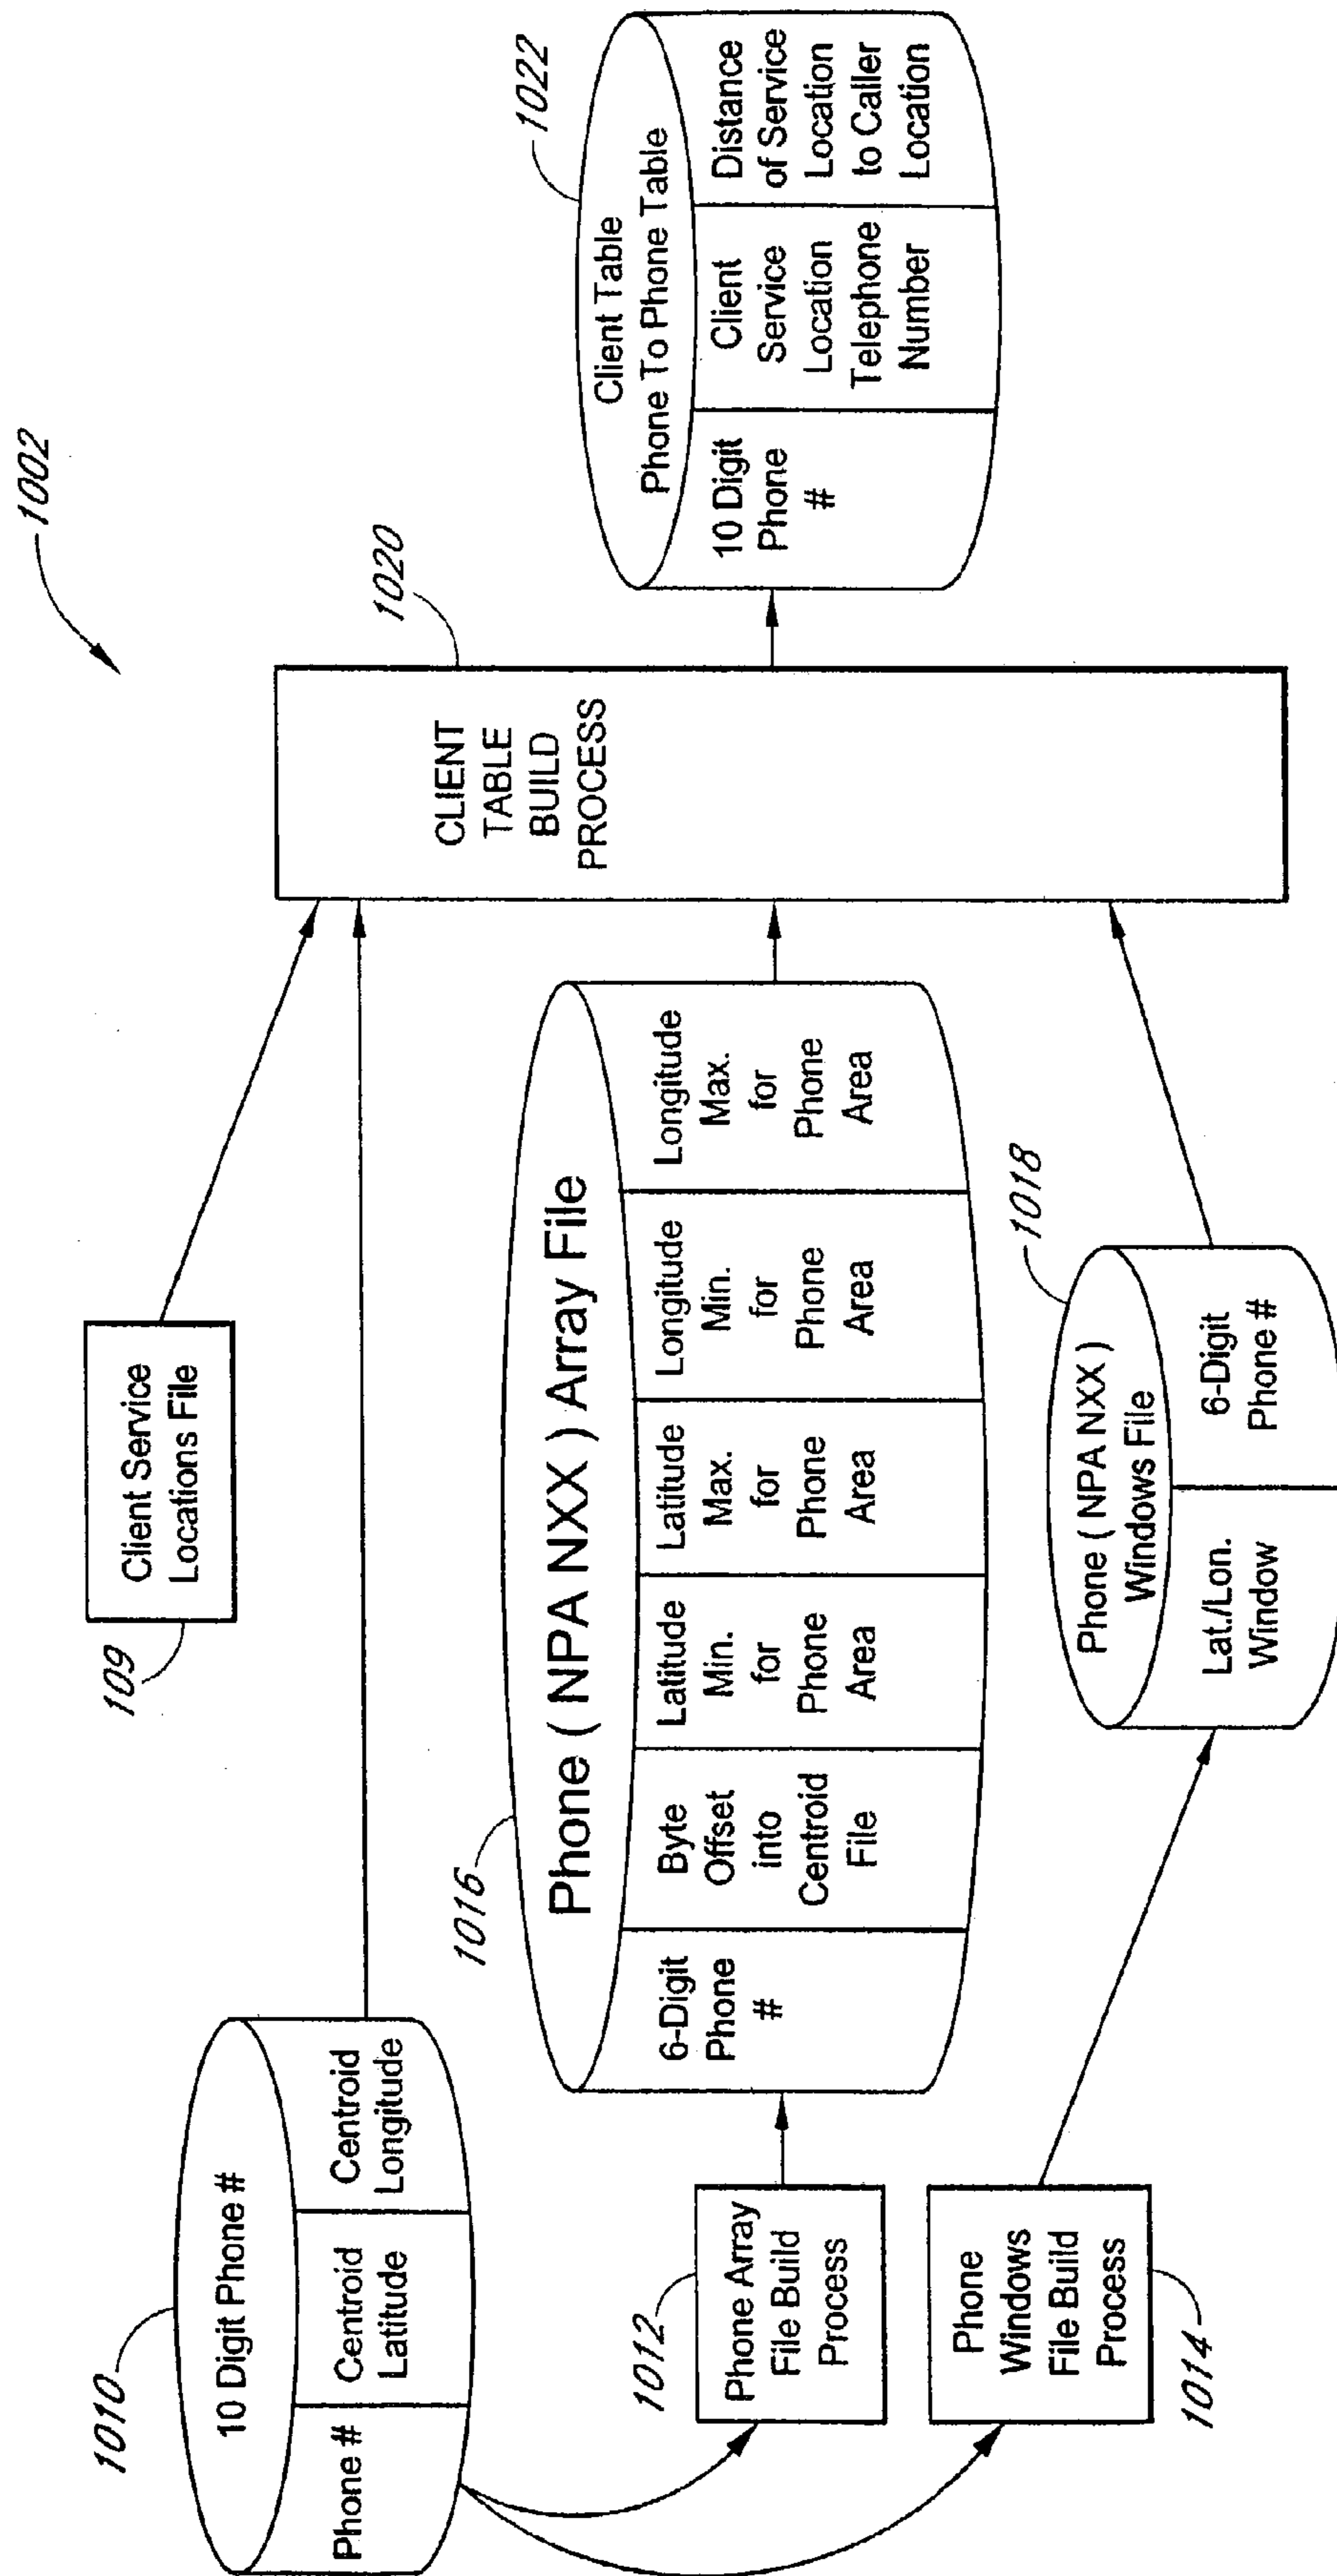 1002
1010
10 Digit Phone #
Phone #
Centroid
Latitude
Centroid
Longitude
109
Client Service
Locations File
1012
Phone Array
File Build
Process
1014
Phone
Windows
File Build
Process
1016
Phone ( NPA NXX ) Array File
6-Digit
Phone
#
Byte
Offset
into
Centroid
File
Latitude
Min.
for
Phone
Area
Latitude
Max.
for
Phone
Area
Longitude
Min.
for
Phone
Area
Longitude
Max.
for
Phone
Area
1018
Phone ( NPA NXX )
Windows File
Lat./Lon.
Window
6-Digit
Phone #
1020
CLIENT
TABLE
BUILD
PROCESS
1022
Client Table
Phone To Phone Table
10 Digit
Phone
#
Client
Service
Location
Telephone
Number
Distance
of Service
Location
to Caller
Location